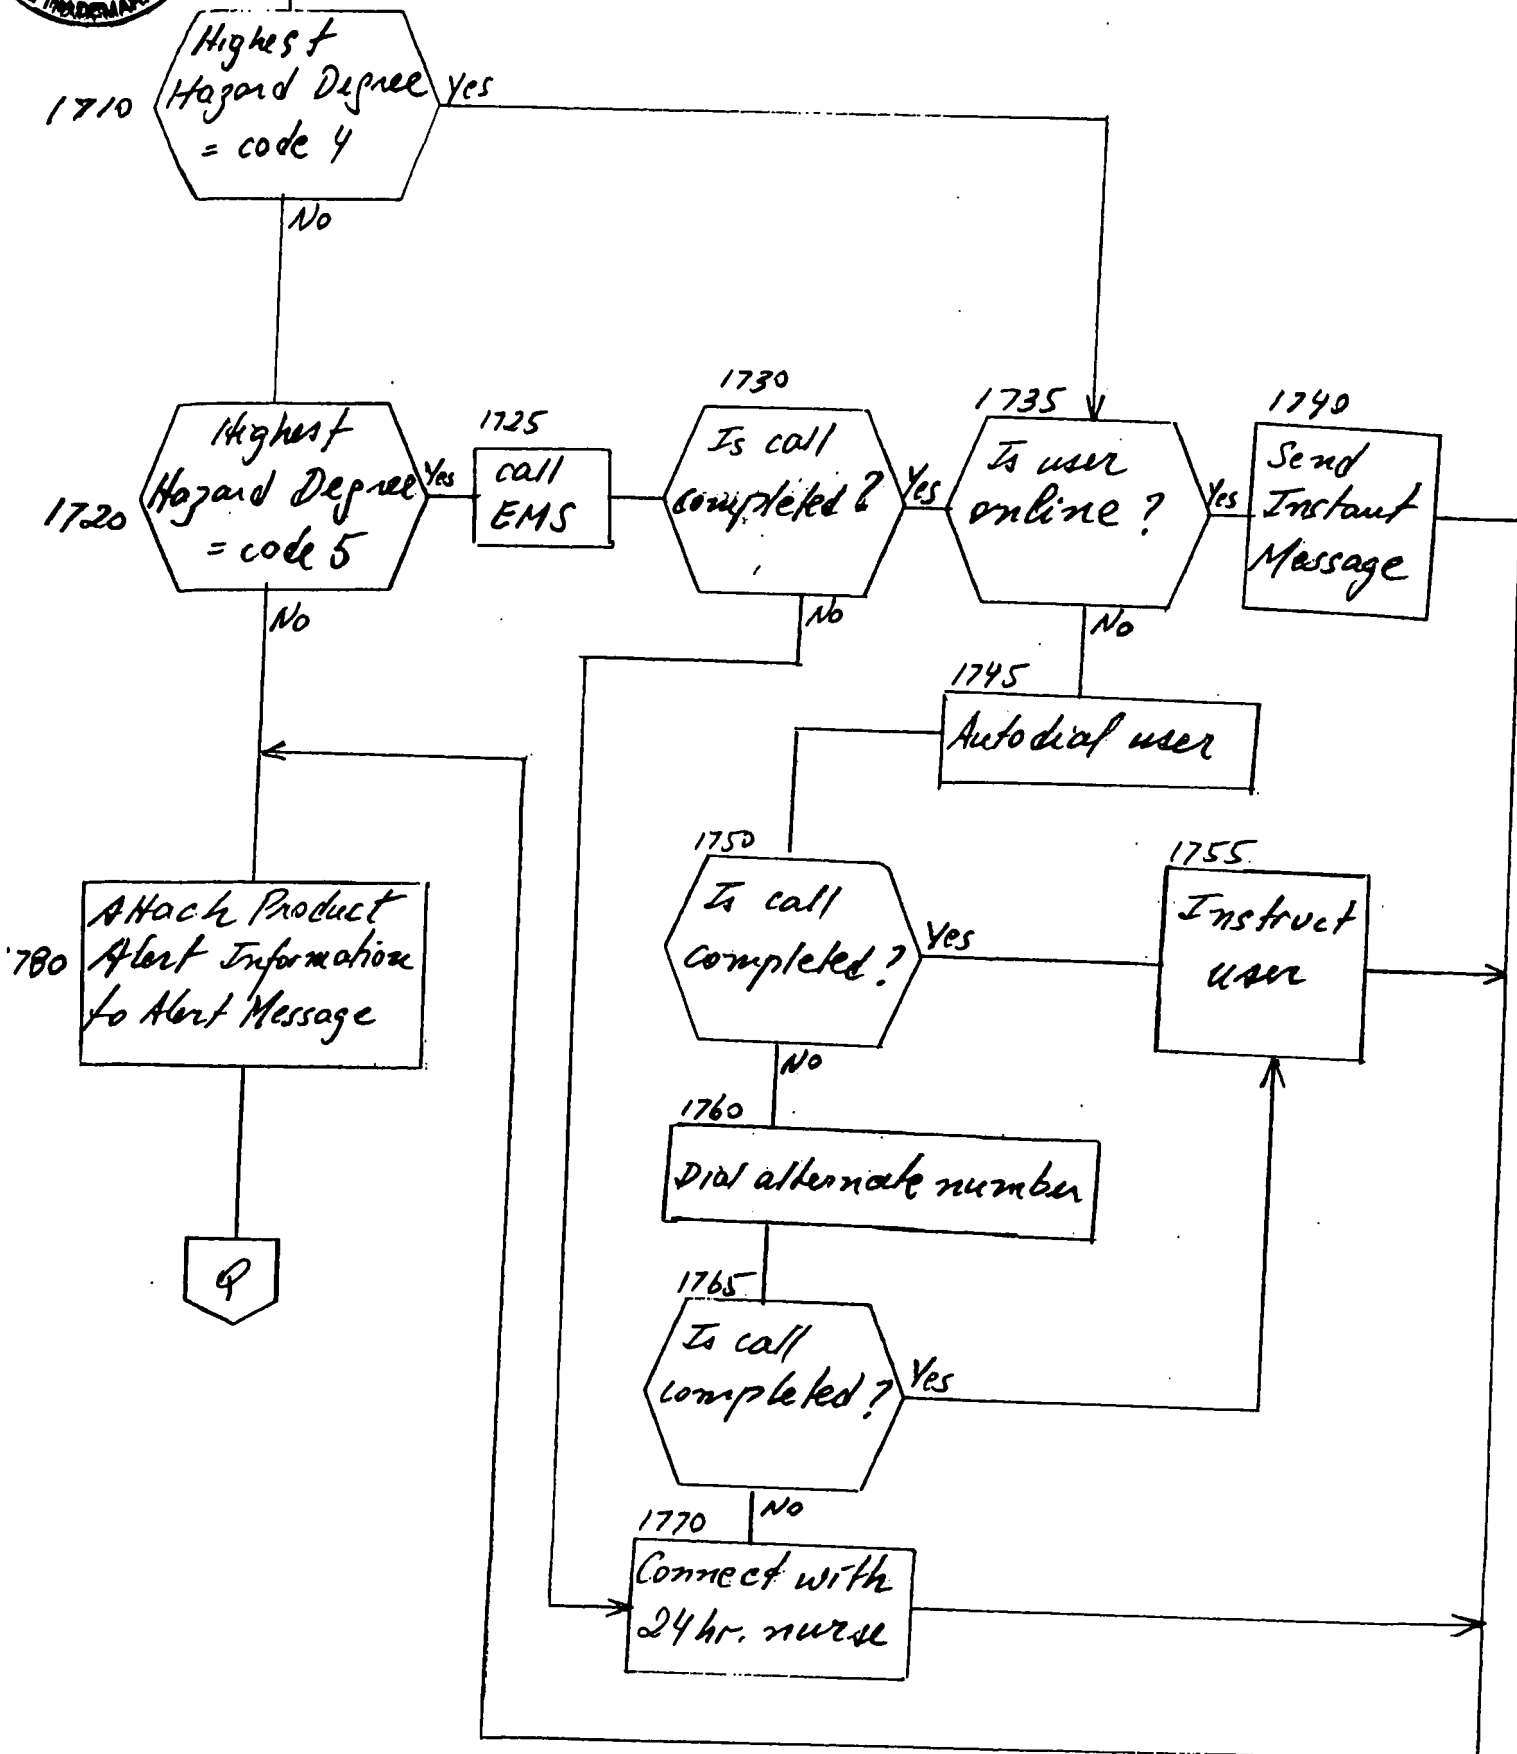 TRADEMARK
Highest
Hazard Degree
= code 4
Yes
1710
No
1730
1735
1740
Highest
Hazard Degree
= code 5
Yes
1720
No
1725
call
EMS
Is call
completed?
Yes
No
Is user
online?
Yes
No
Send
Instant
Message
1745
Autodial user
1750
Is call
completed?
Yes
No
1755
Instruct
user
780
Attach Product
Alert Information
to Alert Message
1760
Dial alternate number
1765
Is call
completed?
Yes
No
1770
Connect with
24 hr. nurse